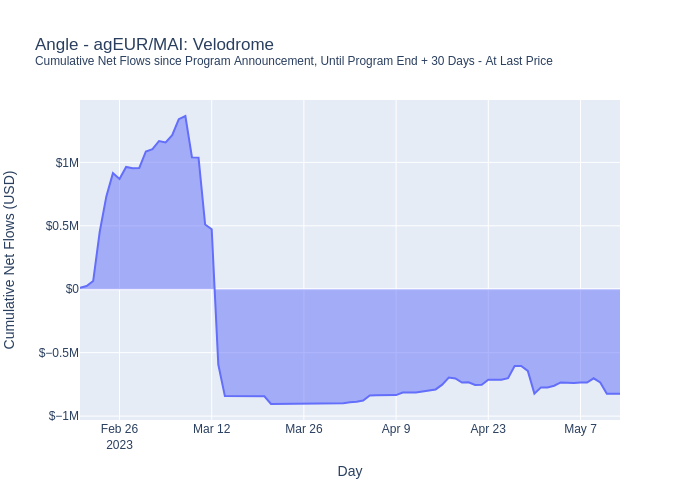 Angle - agEUR/MAI: Velodrome
Cumulative Net Flows since Program Announcement, Until Program End + 30 Days - At Last Price
Cumulative Net Flows (USD)
$1M
$0.5M
$0
$−0.5M
$−1M
Feb 26
2023
Mar 12
Mar 26
Apr 9
Apr 23
May 7
Day